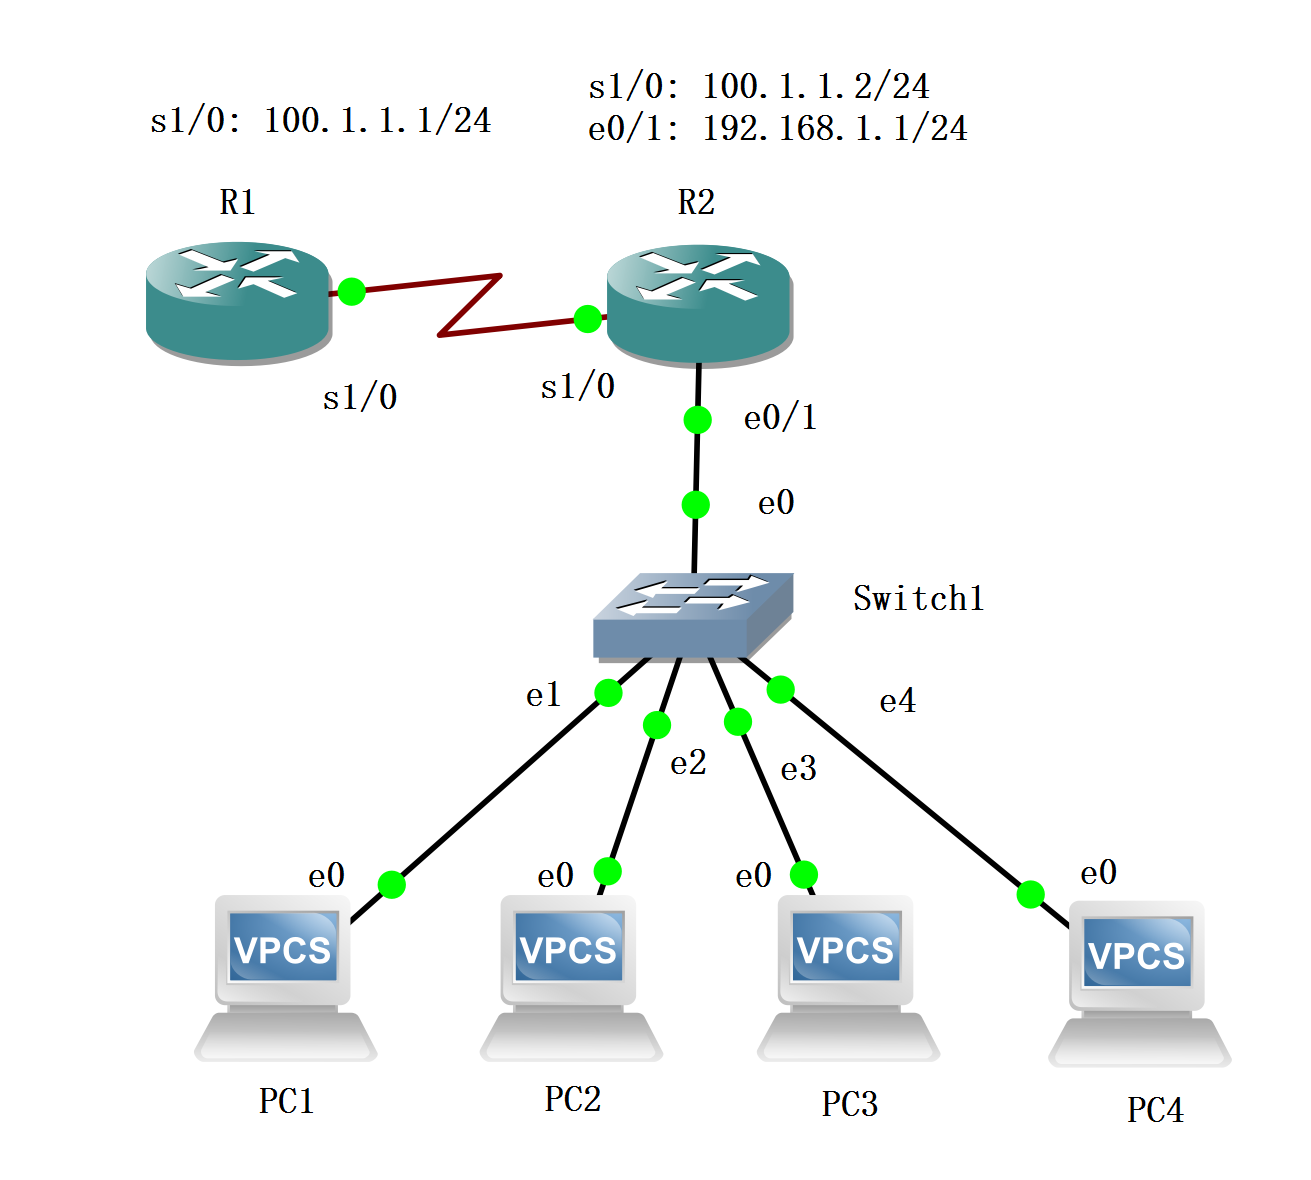 s1/0: 100.1.1.1/24
s1/0: 100.1.1.2/24
e0/1: 192.168.1.1/24
R1
R2
s1/0
s1/0
e0/1
e0
Switch1
e1
e2
e3
e4
e0
e0
e0
e0
VPCS
VPCS
VPCS
VPCS
PC1
PC2
PC3
PC4